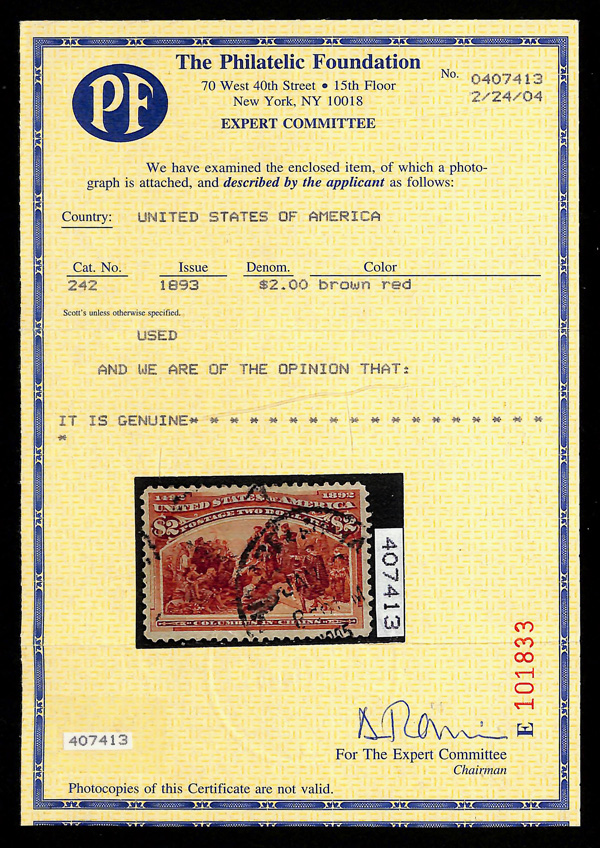 PF
The Philatelic Foundation
70 West 40th Street • 15th Floor
New York, NY 10018
EXPERT COMMITTEE
No. 0407413
2/24/04
We have examined the enclosed item, of which a photo-
graph is attached, and described by the applicant as follows:
Country: UNITED STATES OF AMERICA
Cat. No. Issue Denom. Color
242 1893 $2.00 brown red
Scott's unless otherwise specified.
USED
AND WE ARE OF THE OPINION THAT:
IT IS GENUINE* * * * * * * * * * * * * * * * * *
*
1492 1892
UNITED STATES OF AMERICA
$2 POSTAGE TWO DOLLARS $2
JAN
1905
COLUMBUS IN CHAINS
407413
E 101833
407413
For The Expert Committee
Chairman
Photocopies of this Certificate are not valid.